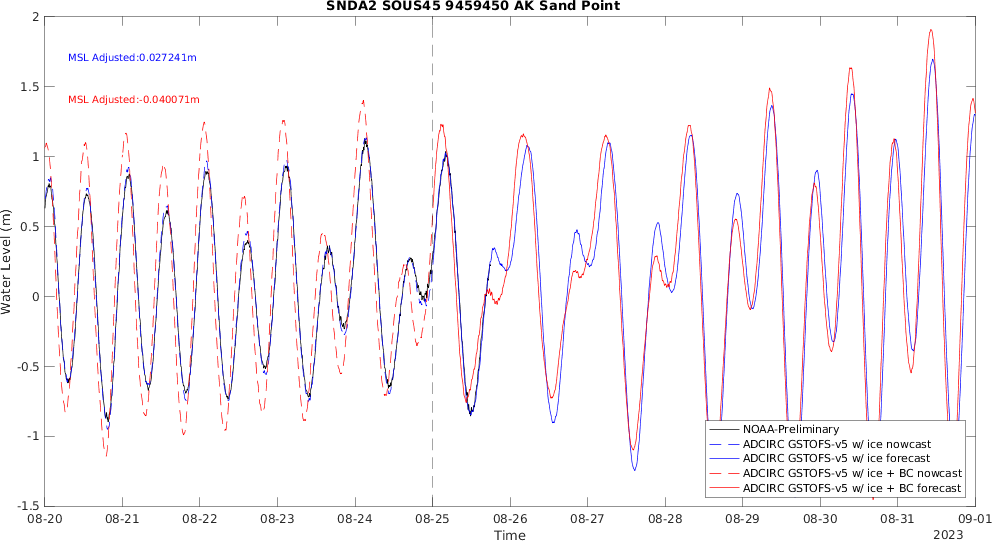 SNDA2 SOUS45 9459450 AK Sand Point
MSL Adjusted:0.027241m
MSL Adjusted:-0.040071m
Water Level (m)
2
1.5
1
0.5
0
-0.5
-1
-1.5
NOAA-Preliminary
ADCIRC GSTOFS-v5 w/ ice nowcast
ADCIRC GSTOFS-v5 w/ ice forecast
ADCIRC GSTOFS-v5 w/ ice + BC nowcast
ADCIRC GSTOFS-v5 w/ ice + BC forecast
08-20 08-21 08-22 08-23 08-24 08-25 08-26 08-27 08-28 08-29 08-30 08-31 09-01
Time
2023